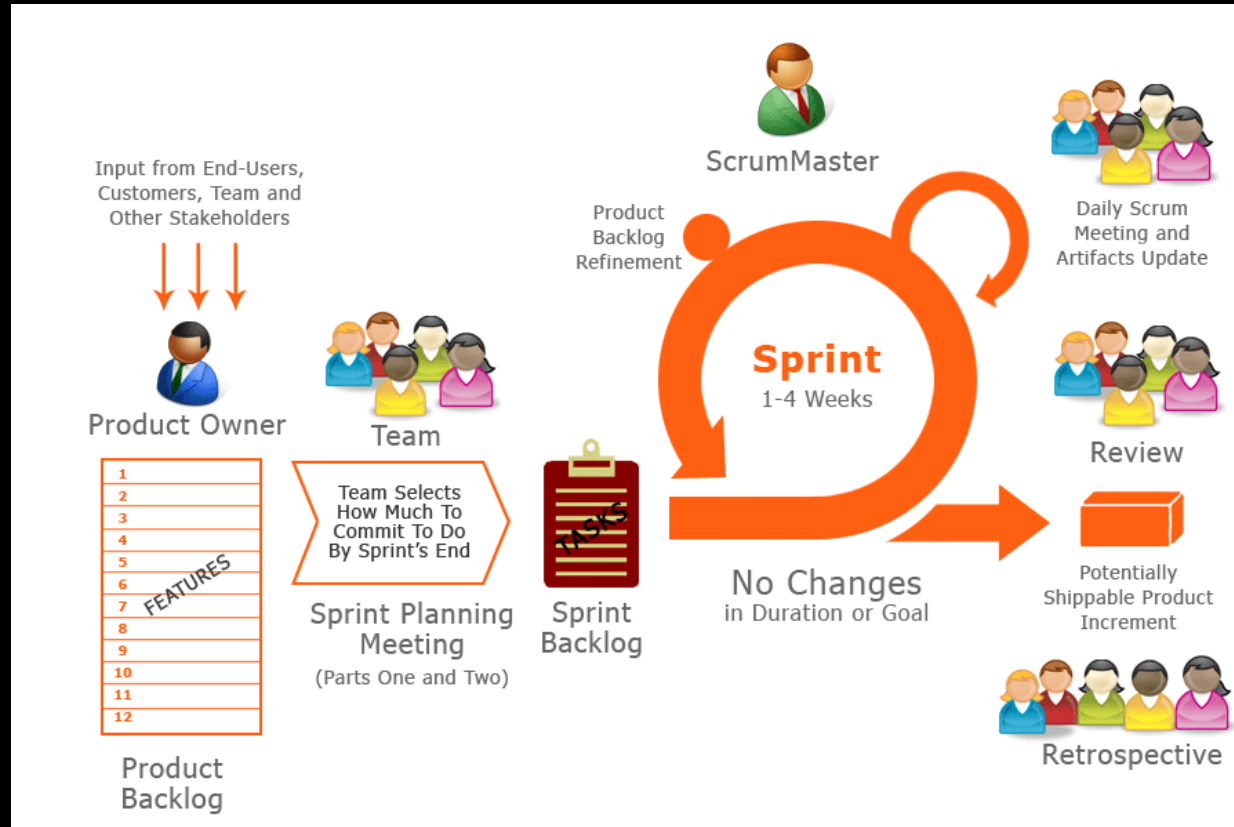 Input from End-Users,
Customers, Team and
Other Stakeholders
Product Owner
1
2
3
4
5
6
7
8
9
10
11
12
FEATURES
Product
Backlog
Team
Team Selects
How Much To
Commit To Do
By Sprint's End
Sprint Planning
Meeting
(Parts One and Two)
TASKS
Sprint
Backlog
ScrumMaster
Product
Backlog
Refinement
Sprint
1-4 Weeks
No Changes
in Duration or Goal
Daily Scrum
Meeting and
Artifacts Update
Review
Potentially
Shippable Product
Increment
Retrospective